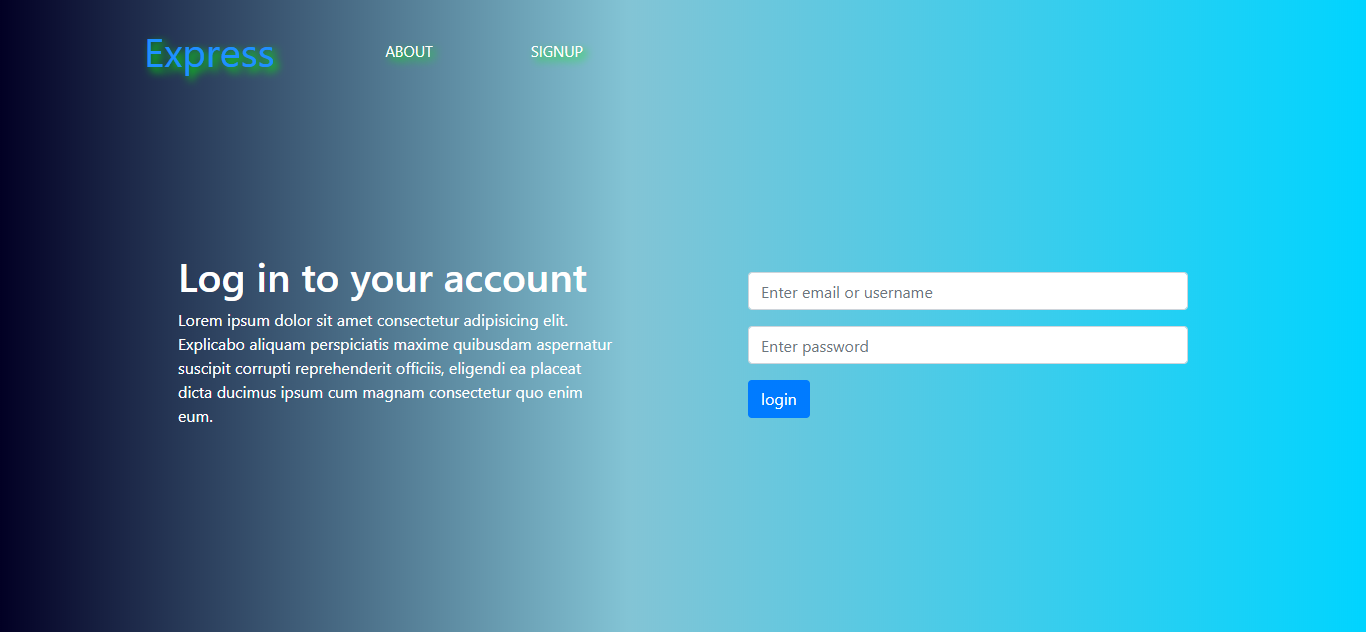 Express
ABOUT
SIGNUP
Log in to your account
Lorem ipsum dolor sit amet consectetur adipisicing elit.
Explicabo aliquam perspiciatis maxime quibusdam aspernatur
suscipit corrupti reprehenderit officiis, eligendi ea placeat
dicta ducimus ipsum cum magnam consectetur quo enim
eum.
Enter email or username
Enter password
login